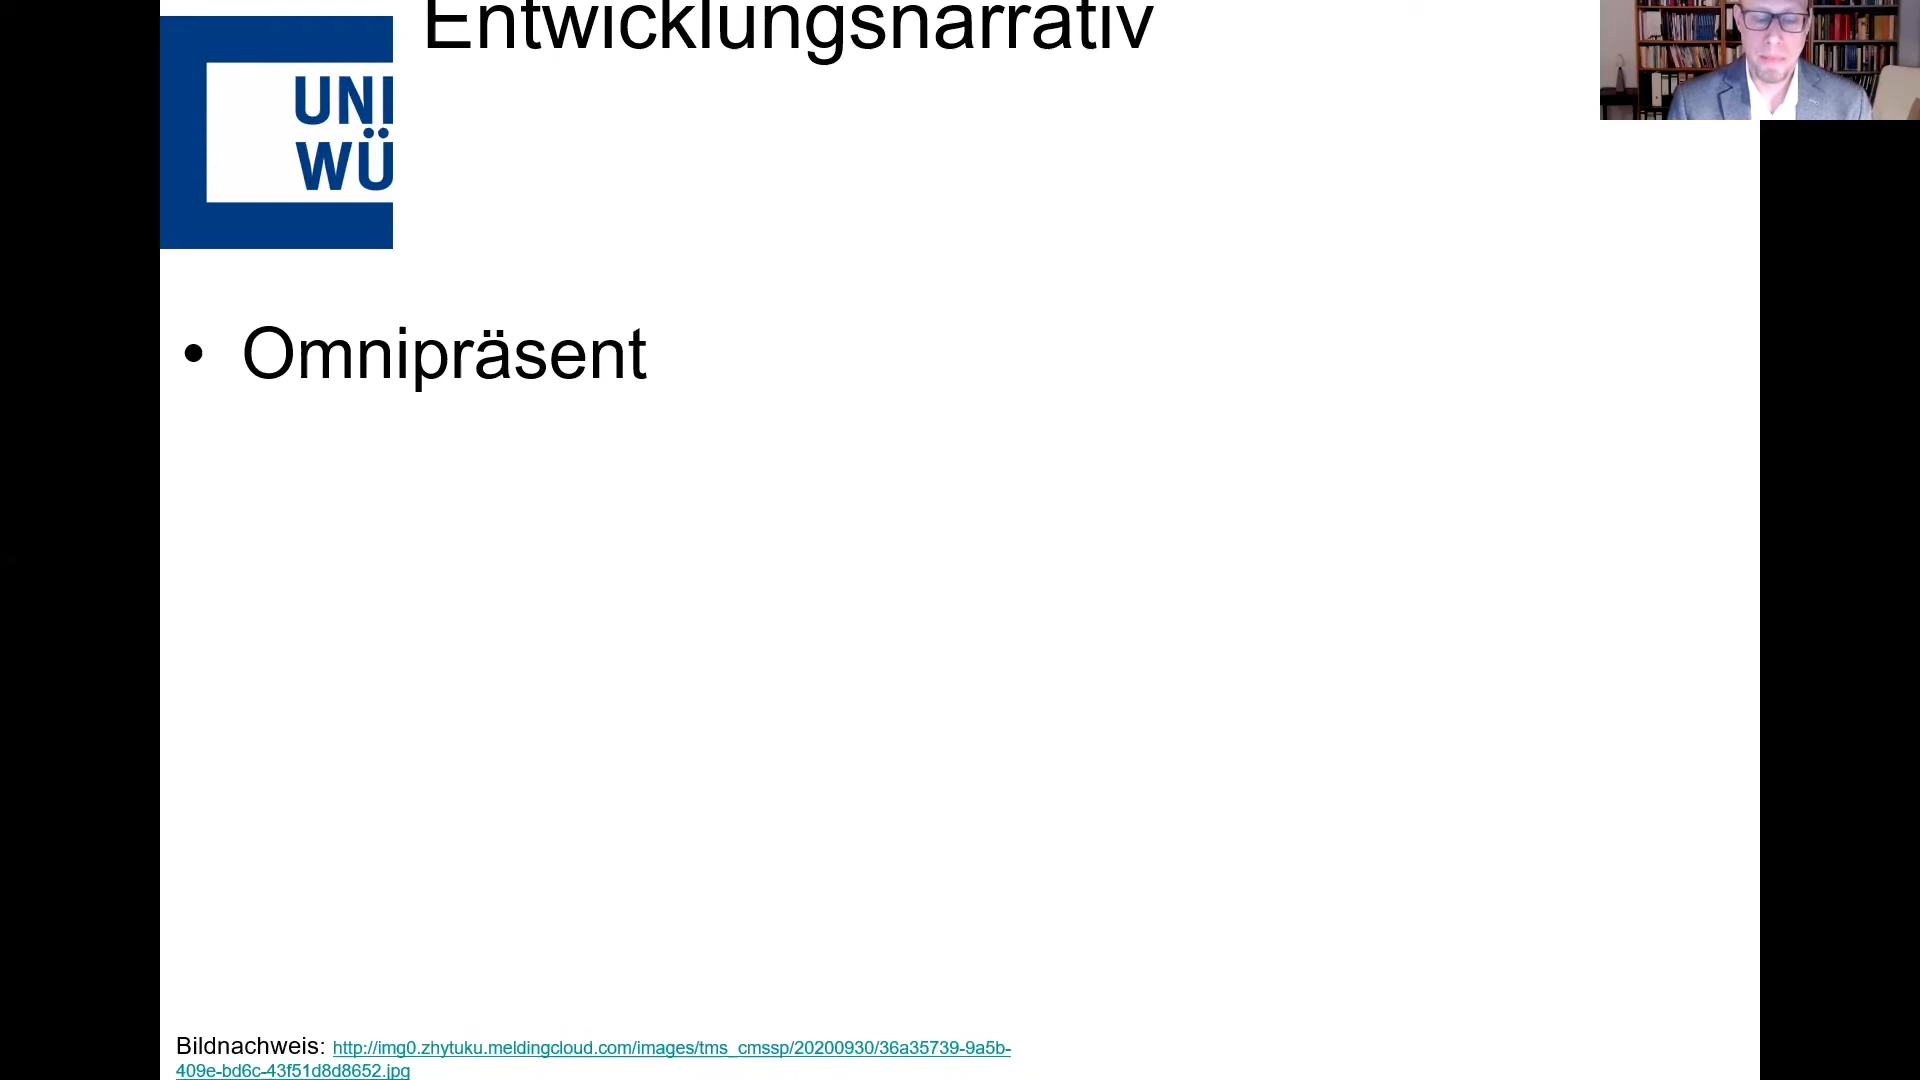 Entwicklungsnarrativ
UNI
WÜ
• Omnipräsent
Bildnachweis: http://img0.zhytuku.meldingcloud.com/images/tms_cmssp/20200930/36a35739-9a5b-
409e-bd6c-43f51d8d8652.jpg